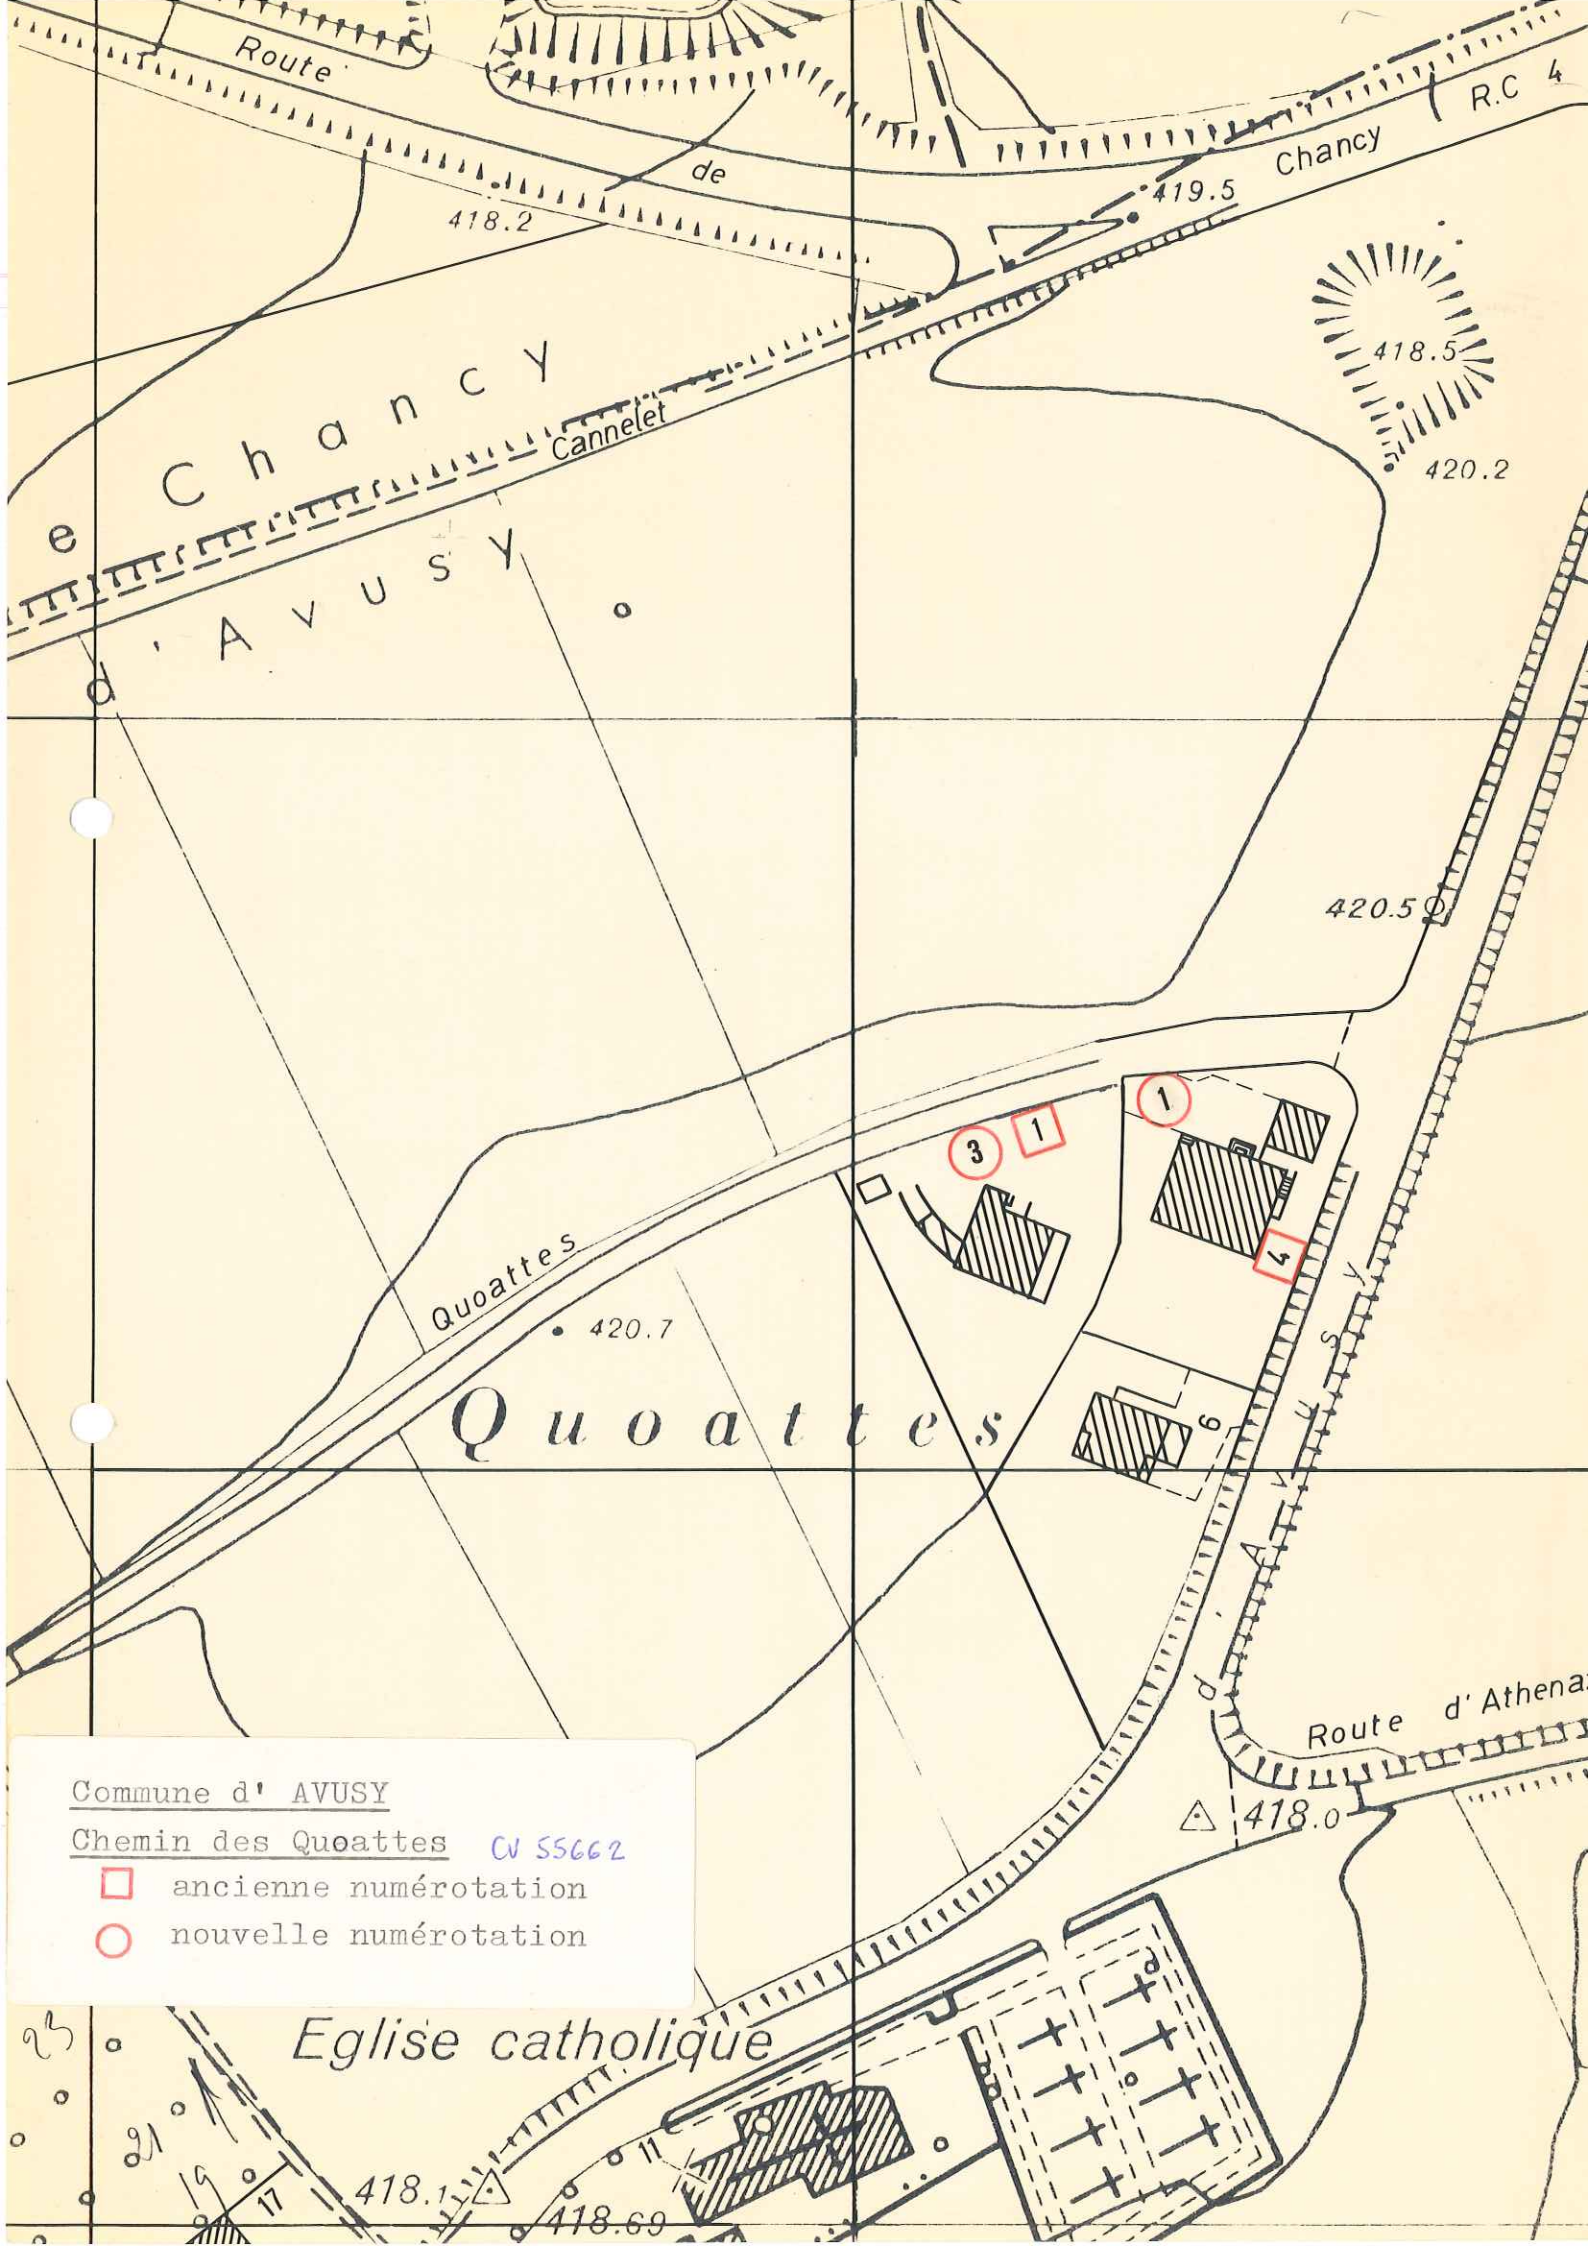 Route
de
Chancy
R.C 4
419.5
418.2
418.5
420.2
e Chancy
Cannelet
d'Avusy
420.5
1
3
1
4
Quoattes
420.7
Quoattes
6
d'Avusy
Route d'Athena
418.0
Commune d' AVUSY
Chemin des Quoattes CV 55662
ancienne numérotation
nouvelle numérotation
Eglise catholique
23
21
19
17
11
418.1
418.69